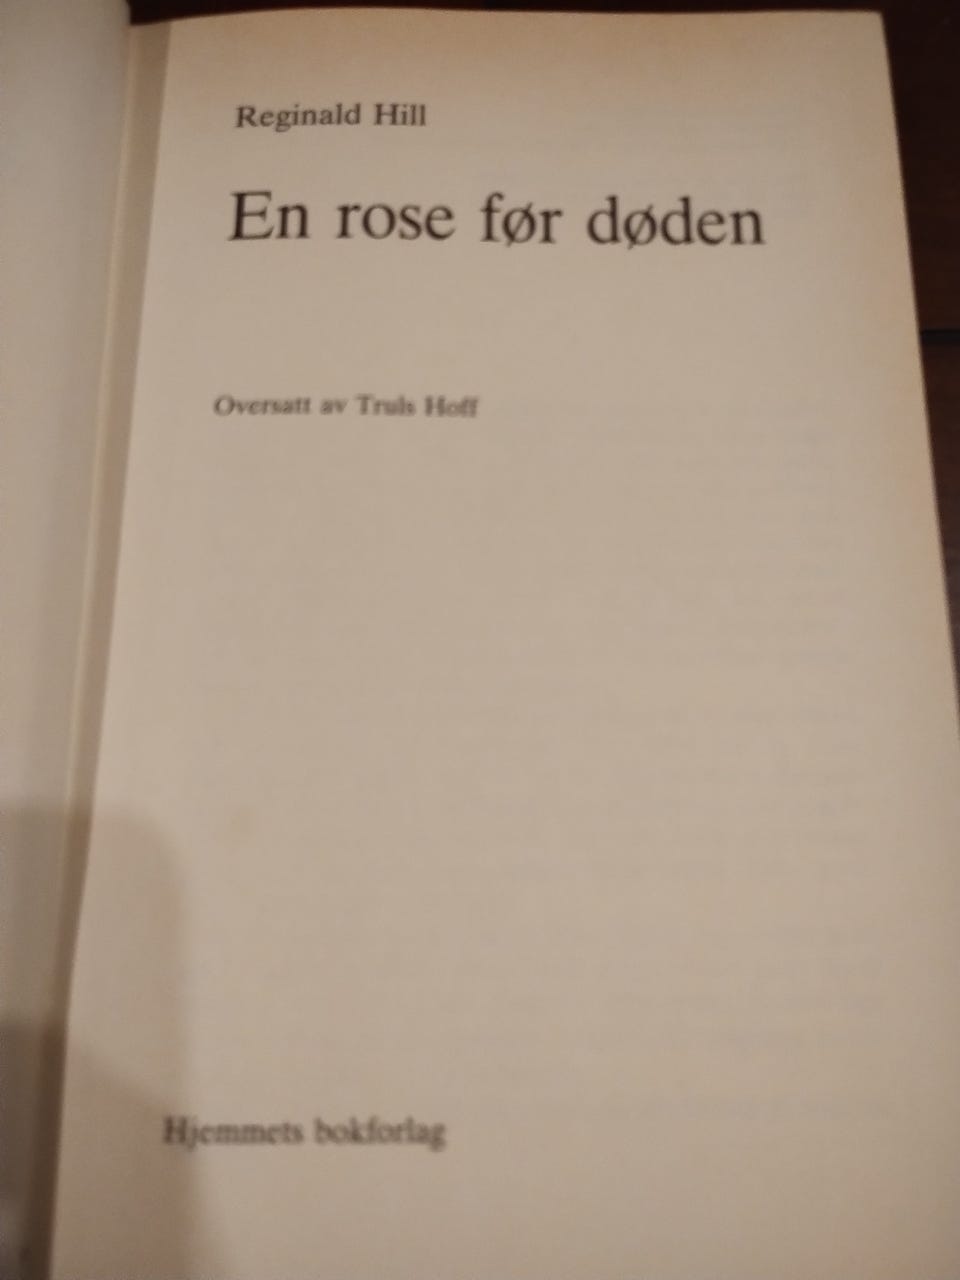 Reginald Hill
En rose før døden
Oversatt av Truls Hoff
Hjemmets bokforlag